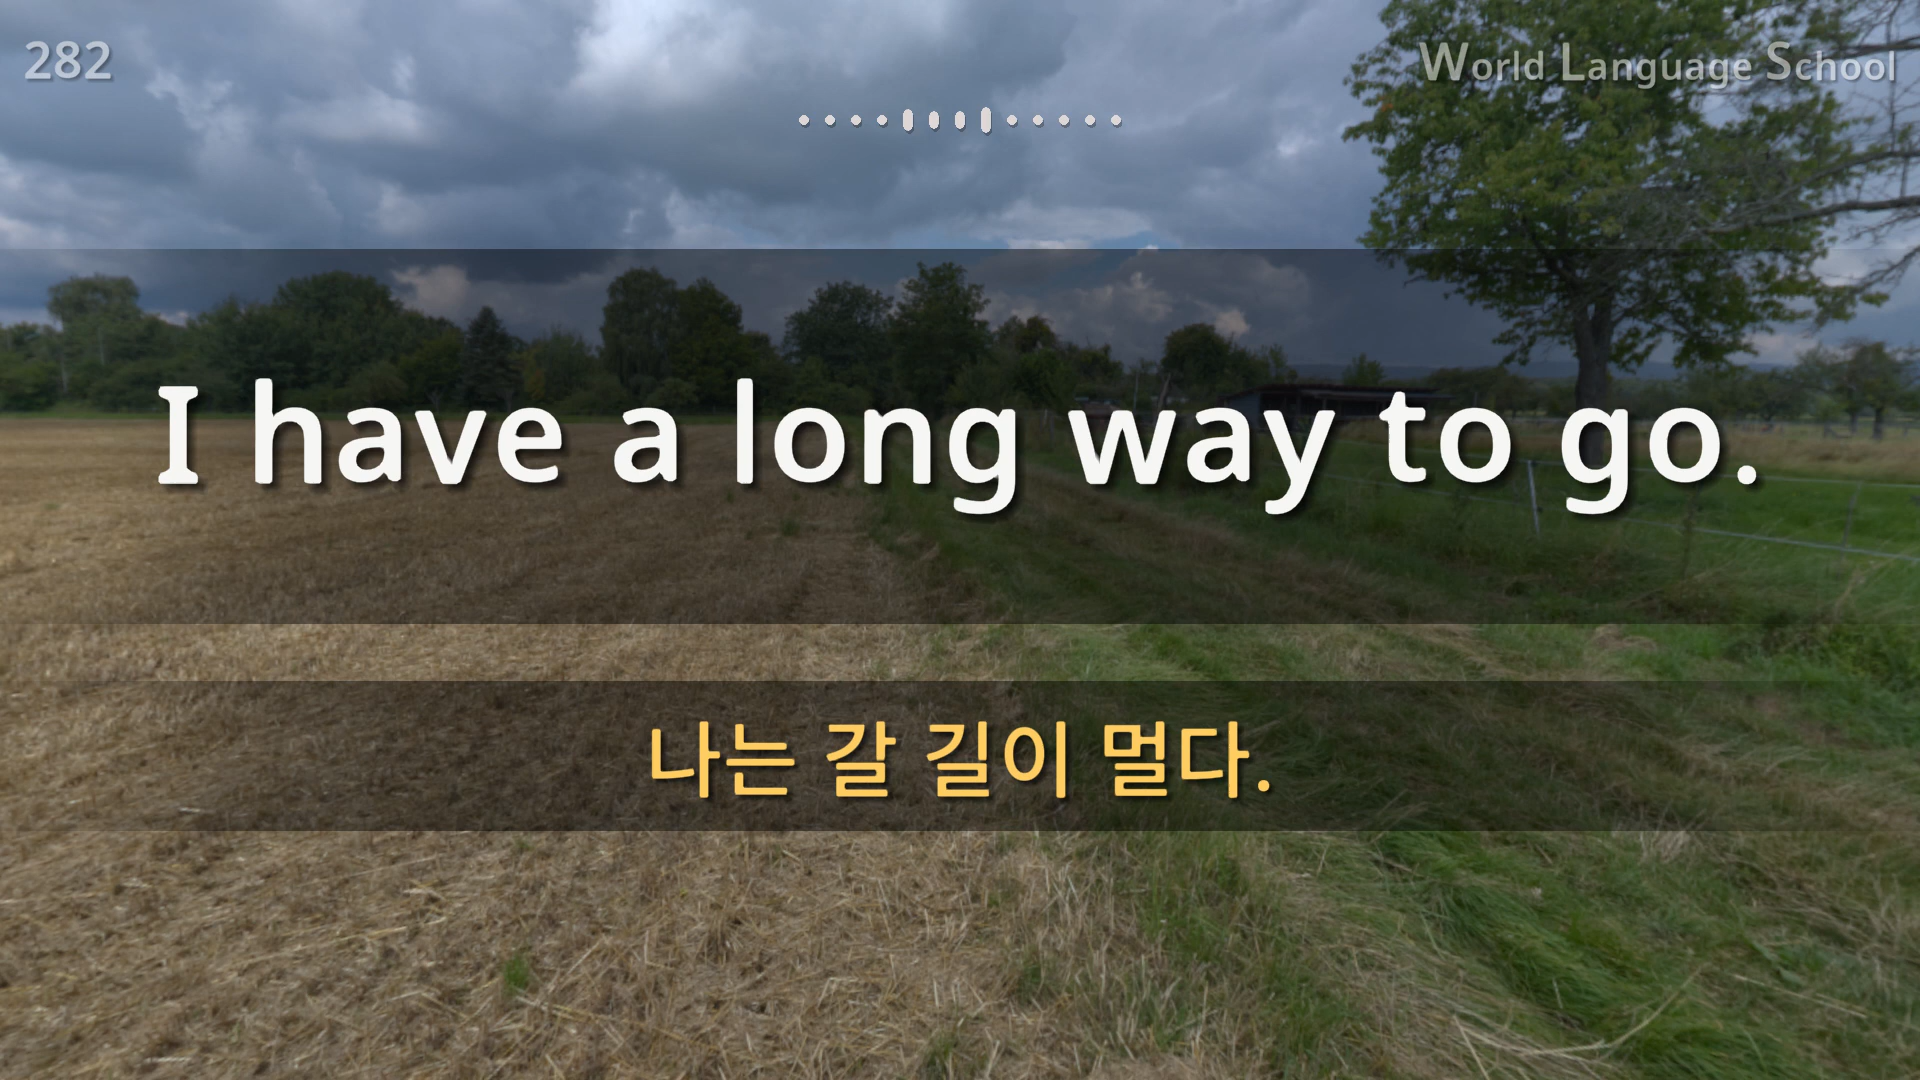 282
World Language School
I have a long way to go.
나는 갈 길이 멀다.